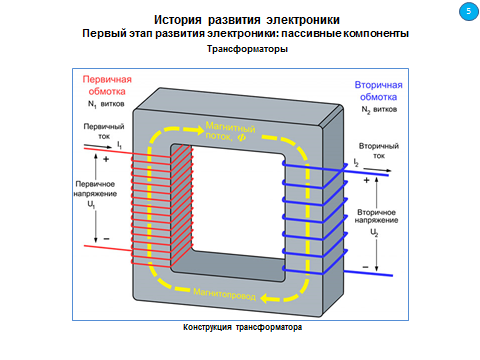 5
История развития электроники
Первый этап развития электроники: пассивные компоненты
Трансформаторы
Первичная
обмотка
N1 витков
Первичный
ток
I1
+
Первичное
напряжение
U1
–
Магнитный
поток, Ф
Магнитопровод
Вторичная
обмотка
N2 витков
Вторичный
ток
I2
+
Вторичное
напряжение
U2
–
Конструкция трансформатора